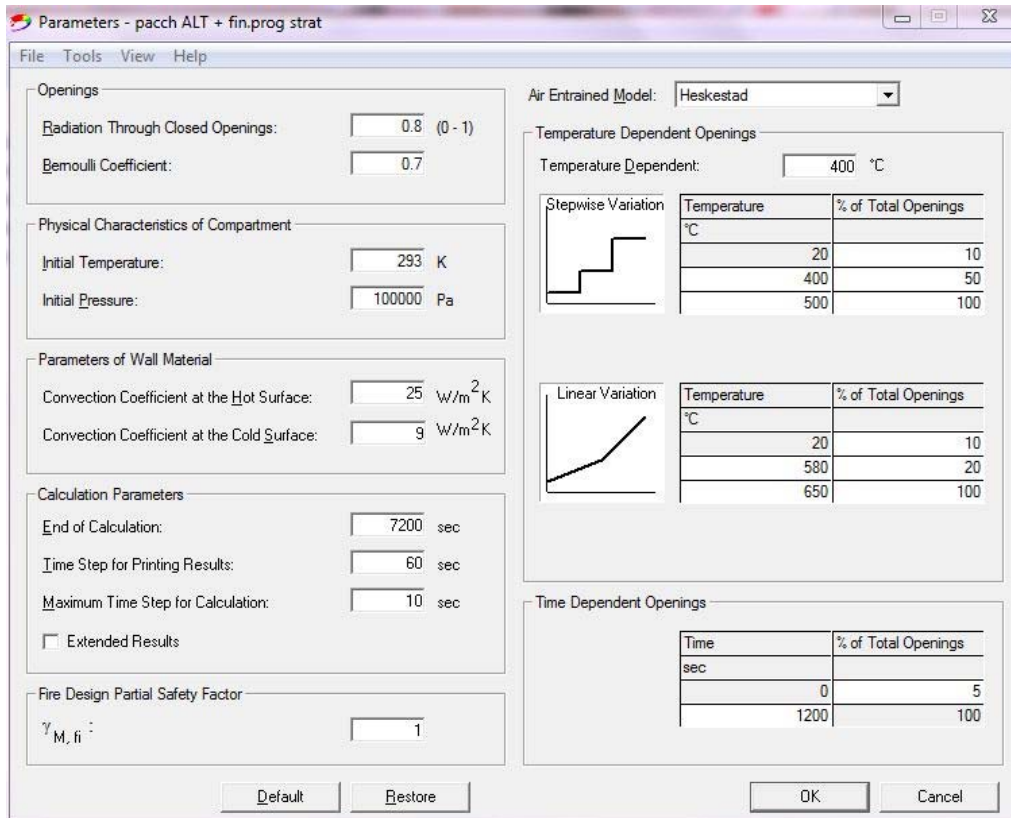 Parameters - pacch ALT + fin.prog strat
File Tools View Help
Openings
Radiation Through Closed Openings: 0.8 (0 - 1)
Bernoulli Coefficient: 0.7
Physical Characteristics of Compartment
Initial Temperature: 293 K
Initial Pressure: 100000 Pa
Parameters of Wall Material
Convection Coefficient at the Hot Surface: 25 W/m²K
Convection Coefficient at the Cold Surface: 9 W/m²K
Calculation Parameters
End of Calculation: 7200 sec
Time Step for Printing Results: 60 sec
Maximum Time Step for Calculation: 10 sec
Extended Results
Fire Design Partial Safety Factor
γ M, fi : 1
Air Entrained Model: Heskestad
Temperature Dependent Openings
Temperature Dependent: 400 °C
Stepwise Variation
Temperature % of Total Openings
°C
20 10
400 50
500 100
Linear Variation
Temperature % of Total Openings
°C
20 10
580 20
650 100
Time Dependent Openings
Time % of Total Openings
sec
0 5
1200 100
Default Restore OK Cancel